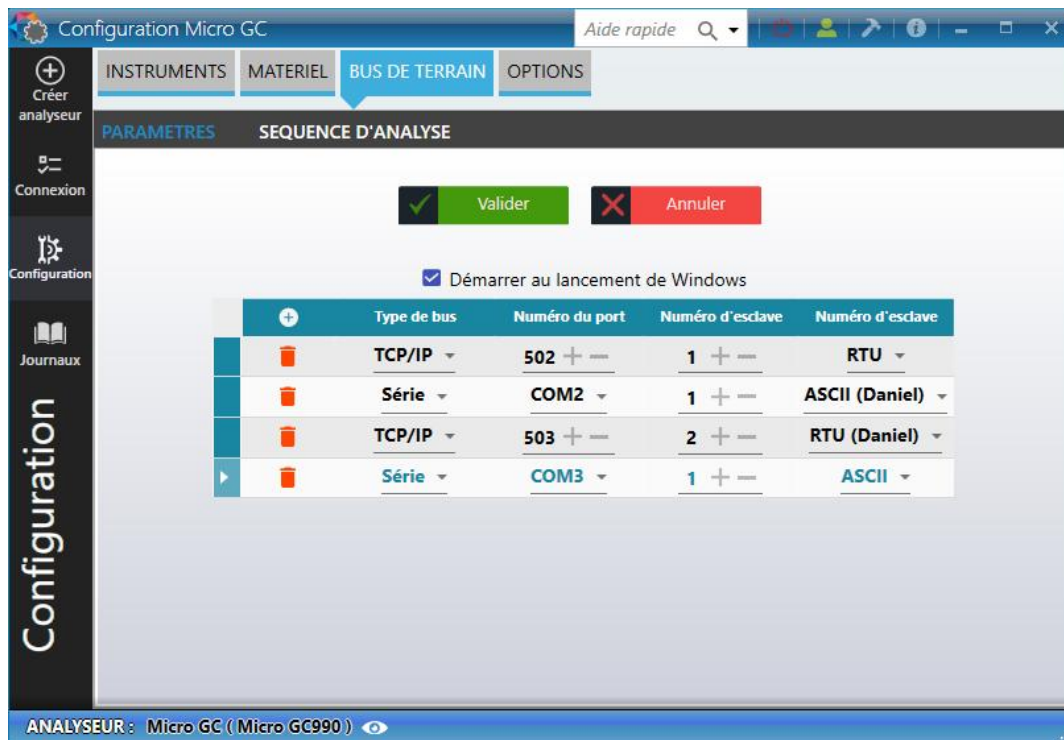 Configuration Micro GC
Aide rapide
Créer
analyseur
Connexion
Configuration
Journaux
Configuration
INSTRUMENTS MATERIEL BUS DE TERRAIN OPTIONS
PARAMETRES SEQUENCE D'ANALYSE
Valider Annuler
Démarrer au lancement de Windows
Type de bus Numéro du port Numéro d'esclave Numéro d'esclave
TCP/IP 502 1 RTU
Série COM2 1 ASCII (Daniel)
TCP/IP 503 2 RTU (Daniel)
Série COM3 1 ASCII
ANALYSEUR : Micro GC ( Micro GC990 )